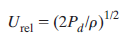 U_rel = (2P_d/ρ)^1/2